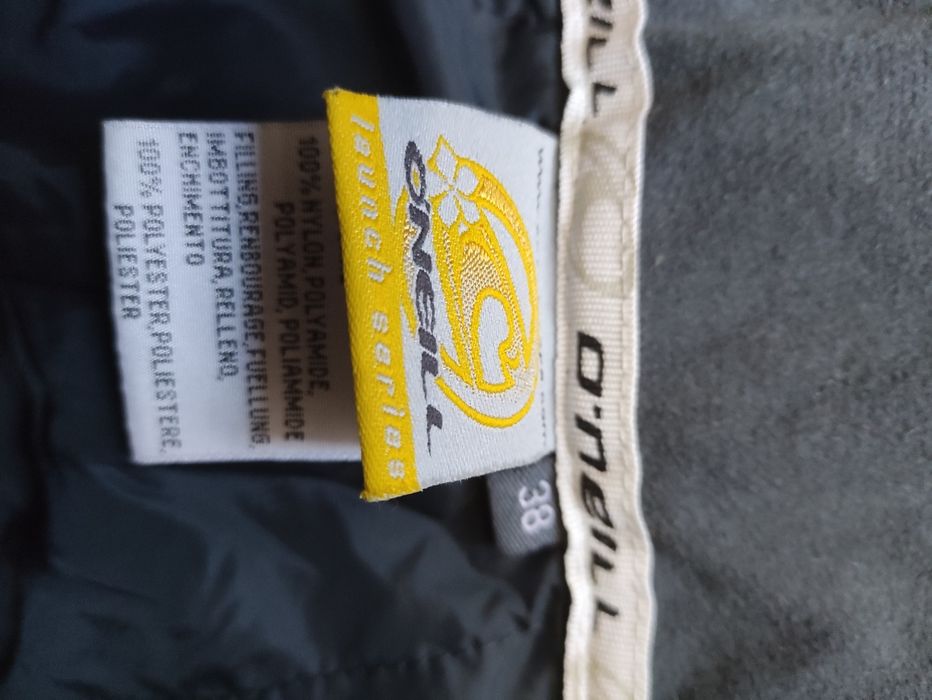 O'NEILL
O'NEILL
launch series
38
100% NYLON, POLYAMIDE,
POLYAMID, POLIAMMIDE
FILLING, REMBOURAGE, FUELLUNG,
IMBOTTITURA, RELLENO,
ENCHIMENTO
100% POLYESTER, POLIESTERE,
POLIESTER